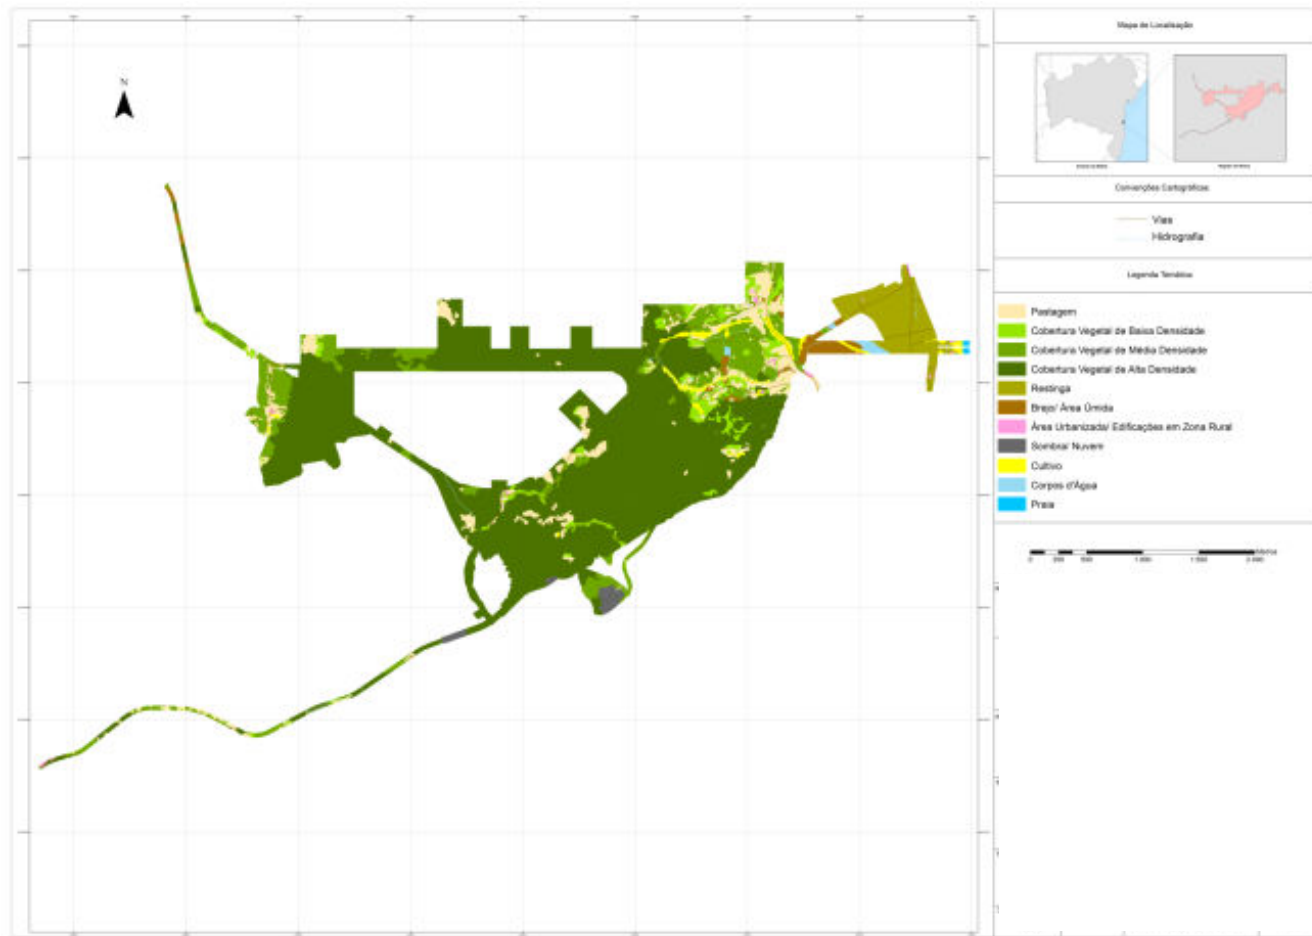 Mapa de Localização
N
Convenções Cartográficas
Vias
Hidrografia
Legenda Temática
Pastagem
Cobertura Vegetal de Baixa Densidade
Cobertura Vegetal de Média Densidade
Cobertura Vegetal de Alta Densidade
Restinga
Brejo/ Área Úmida
Área Urbanizada/ Edificações em Zona Rural
Sombra/ Nuvem
Cultivo
Corpos d'Água
Praia
0